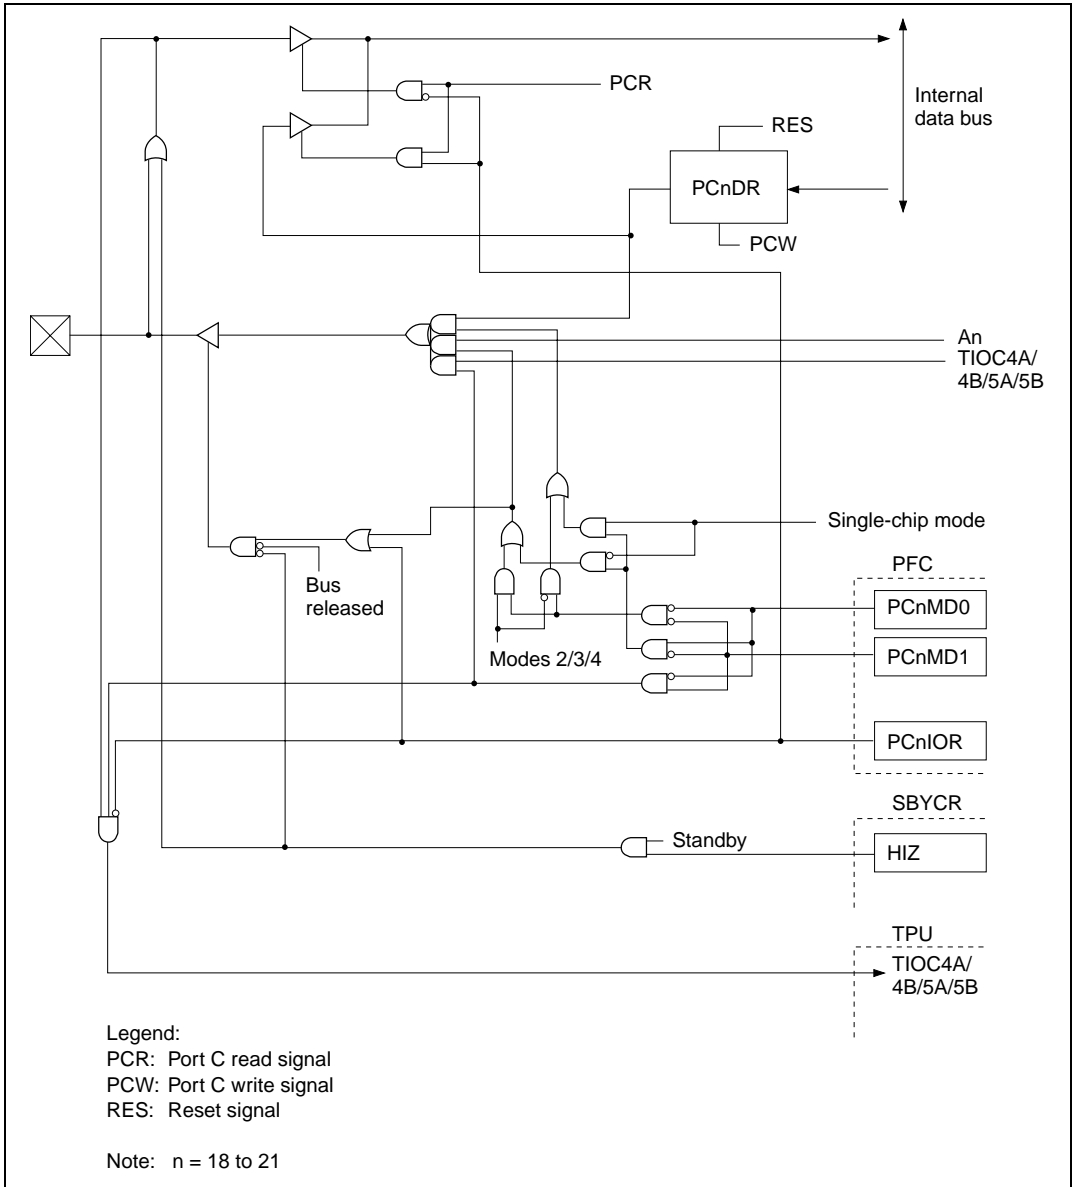 PCR
Internal
data bus
RES
PCnDR
PCW
An
TIOC4A/
4B/5A/5B
Single-chip mode
PFC
Bus
released
PCnMD0
Modes 2/3/4
PCnMD1
PCnIOR
SBYCR
Standby
HIZ
TPU
TIOC4A/
4B/5A/5B
Legend:
PCR: Port C read signal
PCW: Port C write signal
RES: Reset signal
Note: n = 18 to 21